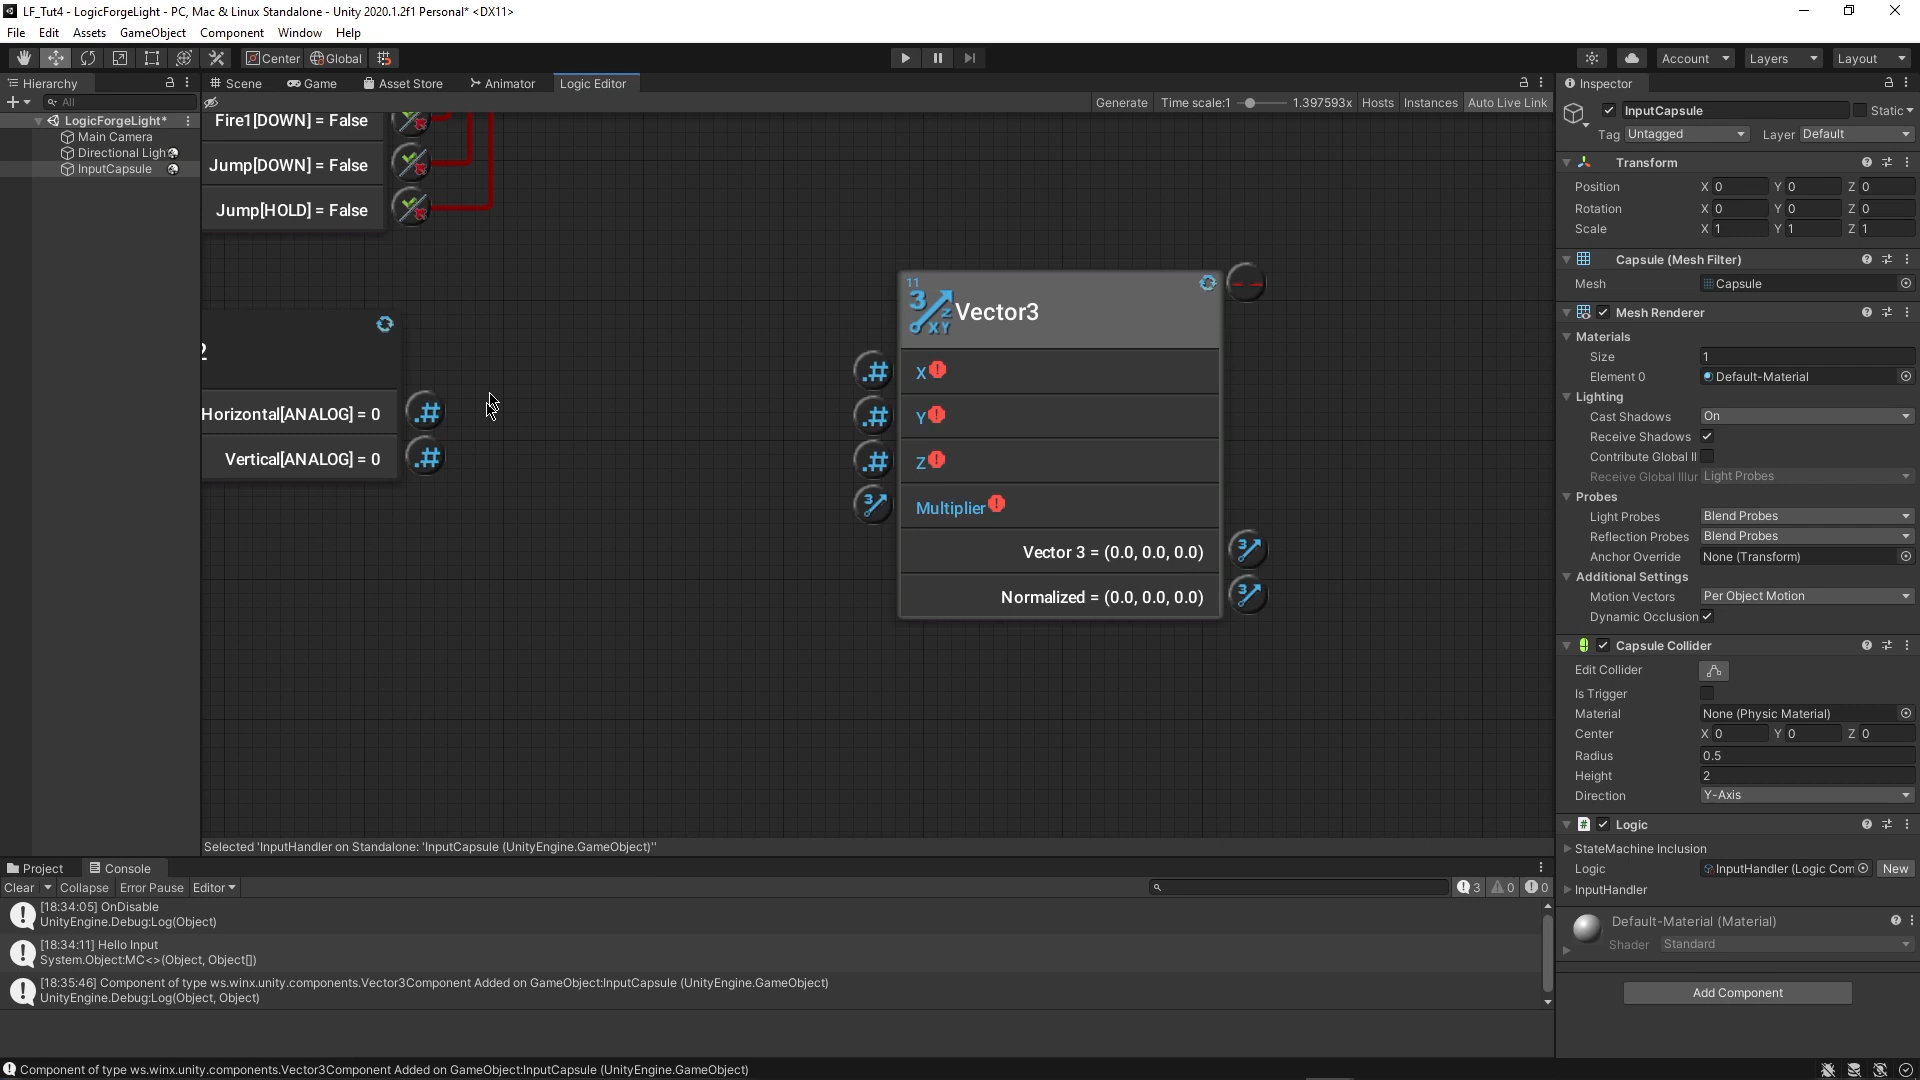 LF_Tut4 - LogicForgeLight - PC, Mac & Linux Standalone - Unity 2020.1.2f1 Personal* <DX11>
File Edit Assets GameObject Component Window Help
Center Global Account Layers Layout
Hierarchy Scene Game Asset Store Animator Logic Editor Inspector
All
Generate Time scale:1 1.397593x Hosts Instances Auto Live Link
LogicForgeLight*
Main Camera
Directional Ligh
InputCapsule
Fire1[DOWN] = False
Jump[DOWN] = False
Jump[HOLD] = False
2
Horizontal[ANALOG] = 0
.#
Vertical[ANALOG] = 0
.#
11
3 Z XY
Vector3
.# X
.# Y
.# Z
3 Multiplier
Vector 3 = (0.0, 0.0, 0.0) 3
Normalized = (0.0, 0.0, 0.0) 3
Selected 'InputHandler on Standalone: 'InputCapsule (UnityEngine.GameObject)''
InputCapsule Static
Tag Untagged Layer Default
Transform
Position X 0 Y 0 Z 0
Rotation X 0 Y 0 Z 0
Scale X 1 Y 1 Z 1
Capsule (Mesh Filter)
Mesh Capsule
Mesh Renderer
Materials
Size 1
Element 0 Default-Material
Lighting
Cast Shadows On
Receive Shadows
Contribute Global Il
Receive Global Illur Light Probes
Probes
Light Probes Blend Probes
Reflection Probes Blend Probes
Anchor Override None (Transform)
Additional Settings
Motion Vectors Per Object Motion
Dynamic Occlusion
Capsule Collider
Edit Collider
Is Trigger
Material None (Physic Material)
Center X 0 Y 0 Z 0
Radius 0.5
Height 2
Direction Y-Axis
Logic
StateMachine Inclusion
Logic InputHandler (Logic Com New
InputHandler
Default-Material (Material)
Shader Standard
Add Component
Project Console
Clear Collapse Error Pause Editor 3 0 0
[18:34:05] OnDisable
UnityEngine.Debug:Log(Object)
[18:34:11] Hello Input
System.Object:MC<>(Object, Object[])
[18:35:46] Component of type ws.winx.unity.components.Vector3Component Added on GameObject:InputCapsule (UnityEngine.GameObject)
UnityEngine.Debug:Log(Object, Object)
Component of type ws.winx.unity.components.Vector3Component Added on GameObject:InputCapsule (UnityEngine.GameObject)